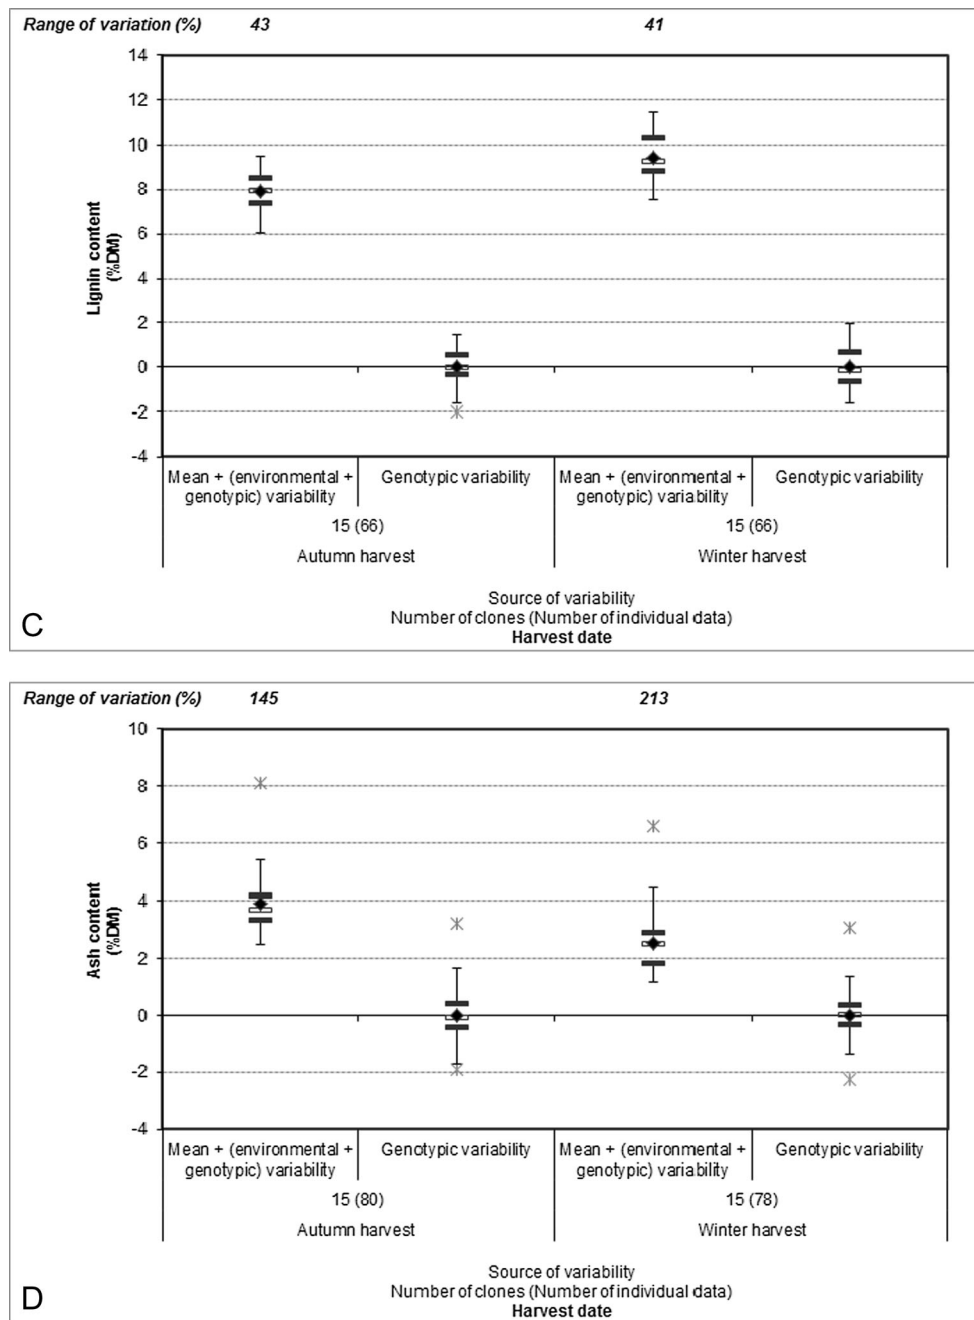 Range of variation (%) 43 41
14
12
10
8
6
4
2
0
-2
-4
Lignin content
(%DM)
Mean + (environmental + genotypic) variability
Genotypic variability
Mean + (environmental + genotypic) variability
Genotypic variability
15 (66) 15 (66)
Autumn harvest Winter harvest
Source of variability
Number of clones (Number of individual data)
Harvest date
C
Range of variation (%) 145 213
10
8
6
4
2
0
-2
-4
Ash content
(%DM)
Mean + (environmental + genotypic) variability
Genotypic variability
Mean + (environmental + genotypic) variability
Genotypic variability
15 (80) 15 (78)
Autumn harvest Winter harvest
Source of variability
Number of clones (Number of individual data)
Harvest date
D